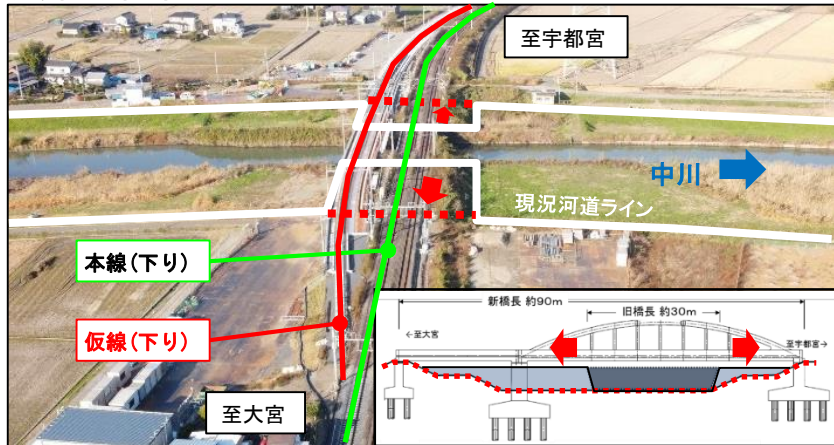 至宇都宮
中川
現況河道ライン
本線(下り)
仮線(下り)
至大宮
新橋長 約90m
旧橋長 約30m
←至大宮
至宇都宮→